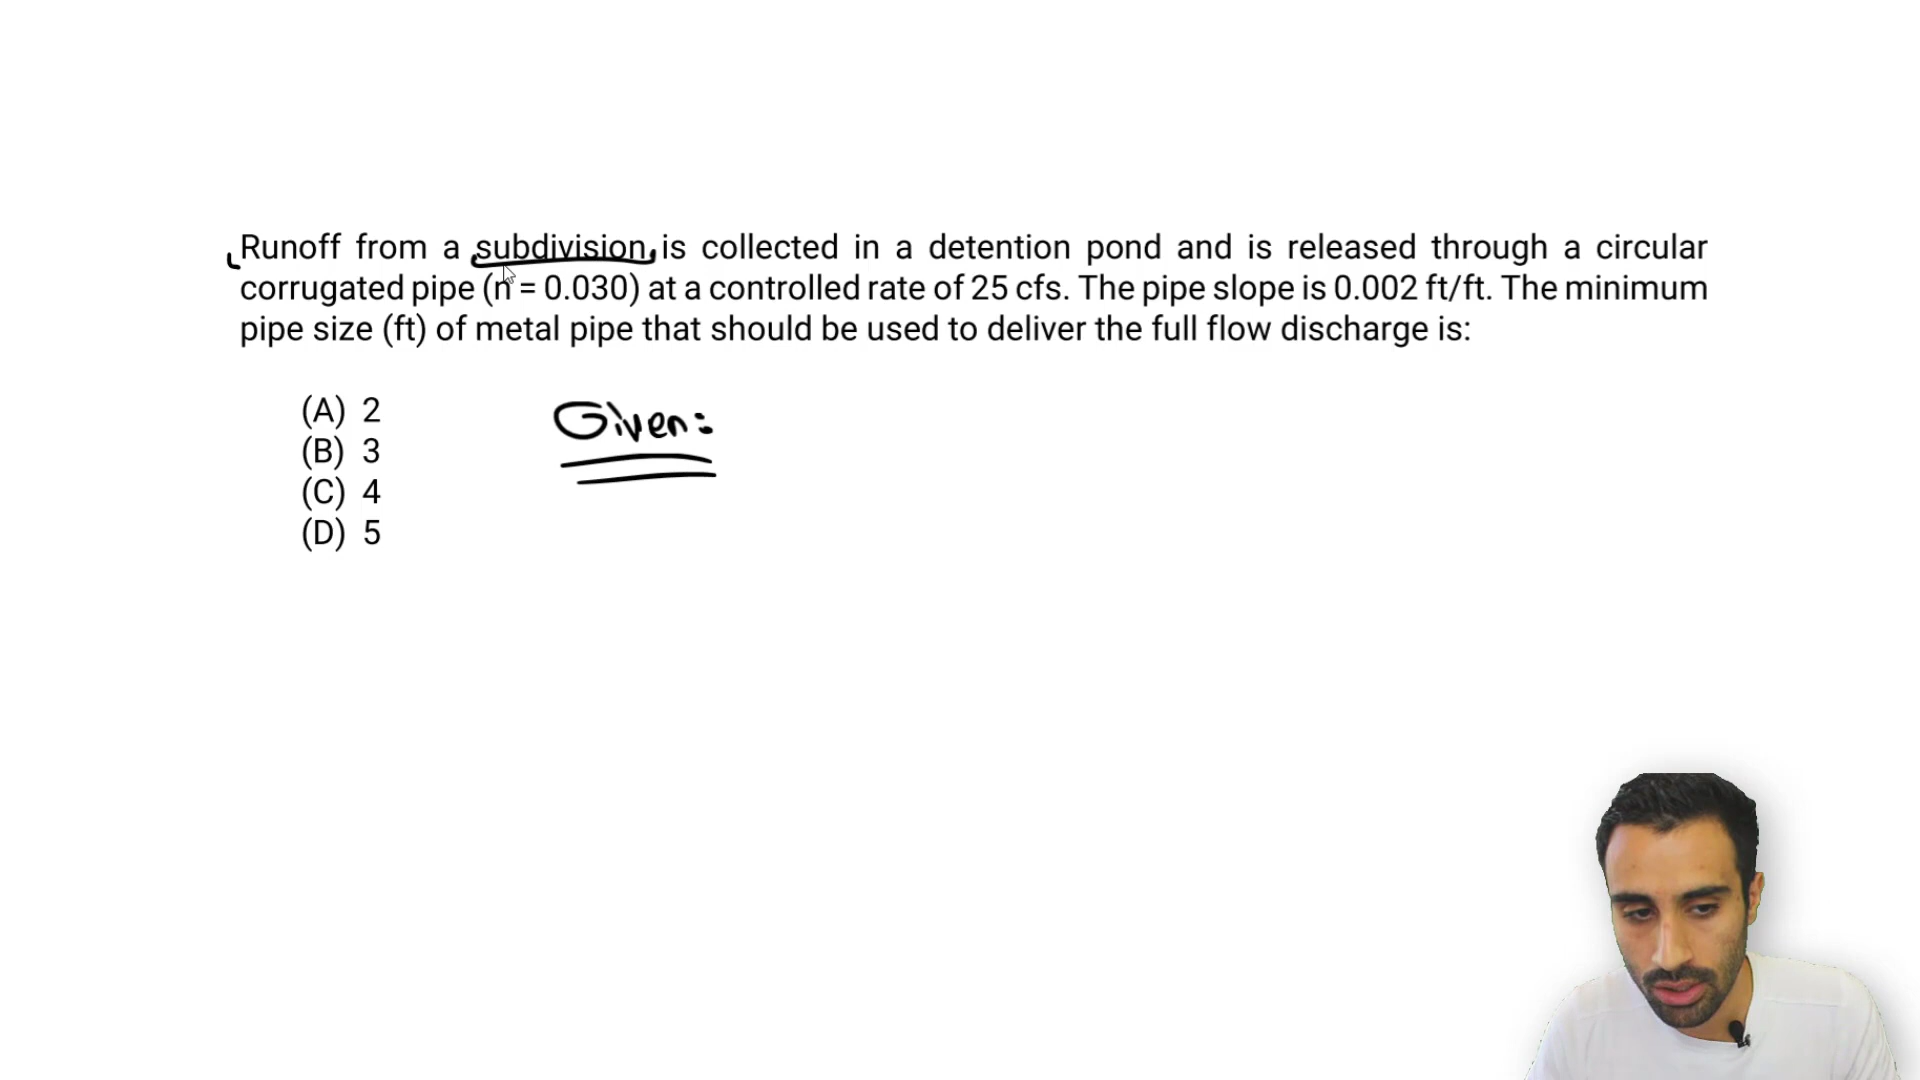 Runoff from a subdivision is collected in a detention pond and is released through a circular
corrugated pipe (n = 0.030) at a controlled rate of 25 cfs. The pipe slope is 0.002 ft/ft. The minimum
pipe size (ft) of metal pipe that should be used to deliver the full flow discharge is:
(A) 2
(B) 3
(C) 4
(D) 5
Given: